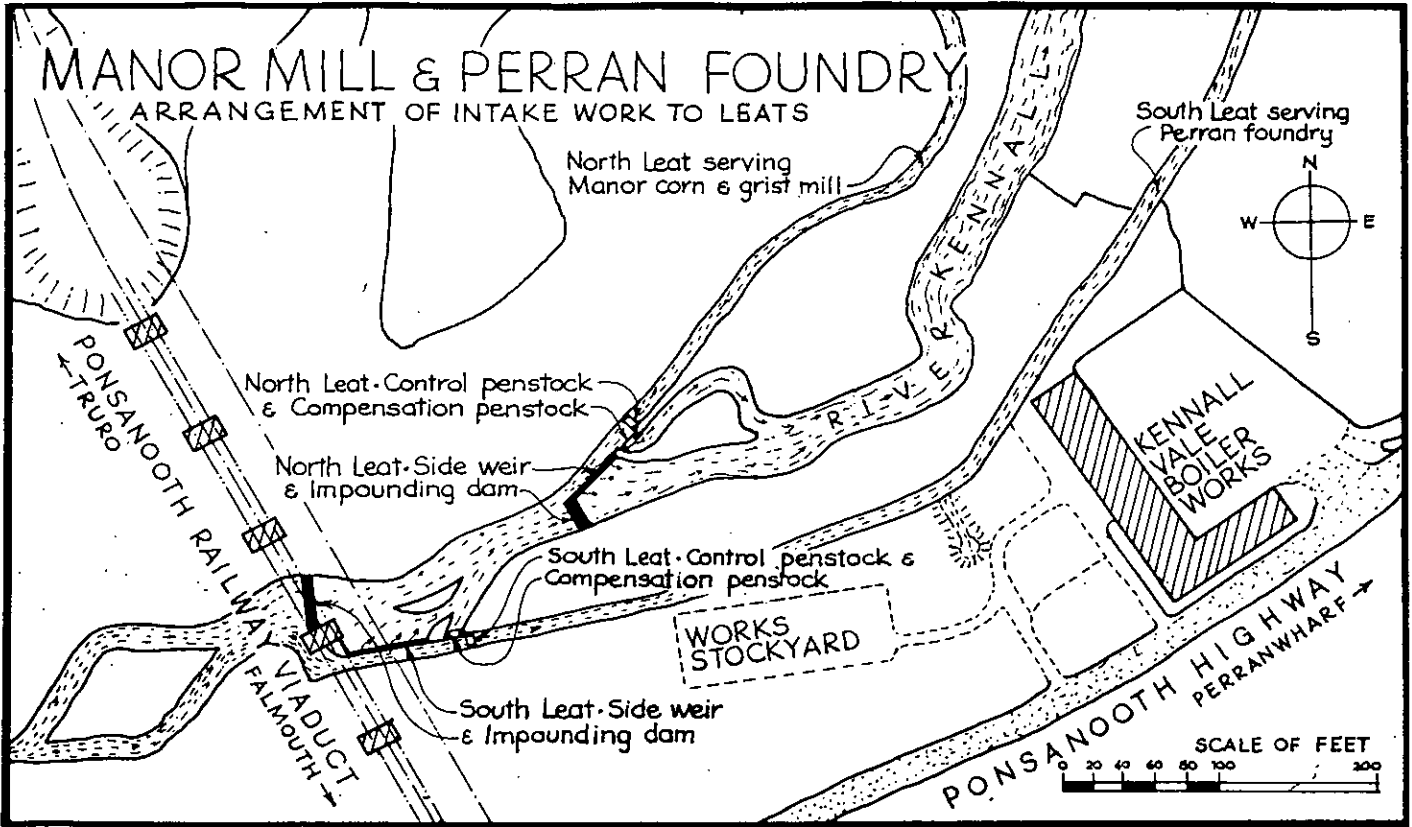 MANOR MILL & PERRAN FOUNDRY
ARRANGEMENT OF INTAKE WORK TO LEATS
North Leat serving
Manor corn & grist mill
South Leat serving
Perran foundry
N
W
E
S
RIVER KENNALL
PONSANOOTH RAILWAY VIADUCT
TRURO
FALMOUTH
North Leat·Control penstock
& Compensation penstock
North Leat·Side weir
& Impounding dam
South Leat·Control penstock &
Compensation penstock
South Leat·Side weir
& Impounding dam
WORKS
STOCKYARD
KENNALL
VALE
BOILER
WORKS
PONSANOOTH HIGHWAY
PERRANWHARF
SCALE OF FEET
0 20 40 60 80 100 200